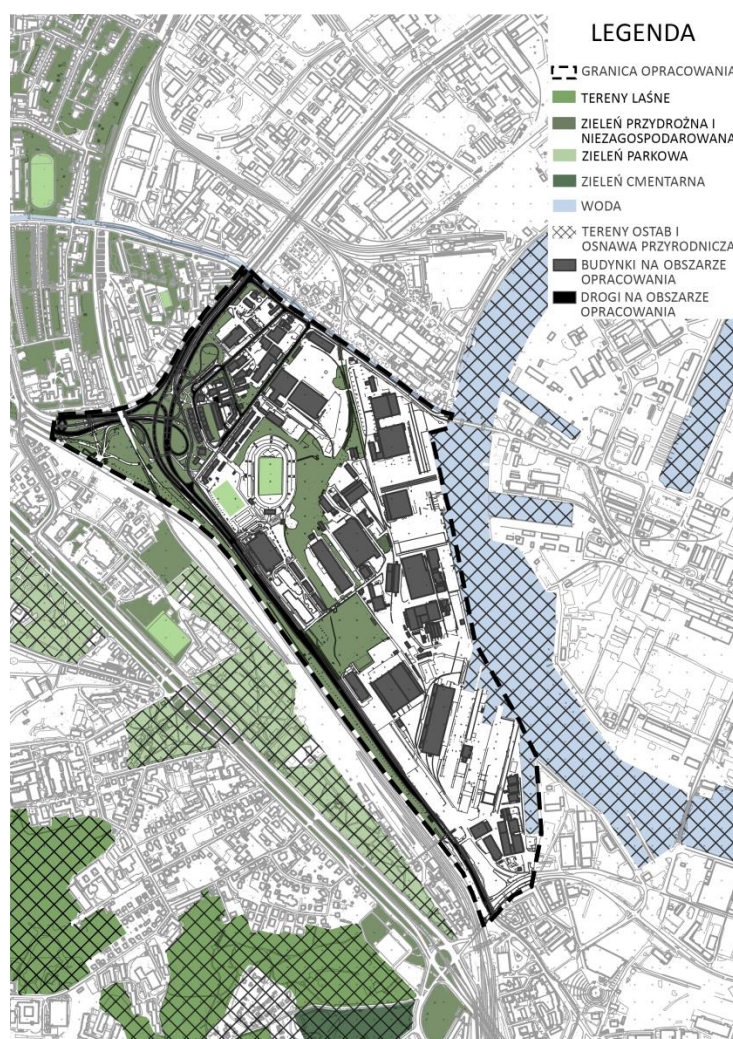 LEGENDA
GRANICA OPRACOWANIA
TERENY LAŚNE
ZIELEŃ PRZYDROŻNA I
NIEZAGOSPODAROWANA
ZIELEŃ PARKOWA
ZIELEŃ CMENTARNA
WODA
TERENY OSTAB I
OSNAWA PRZYRODNICZA
BUDYNKI NA OBSZARZE
OPRACOWANIA
DROGI NA OBSZARZE
OPRACOWANIA